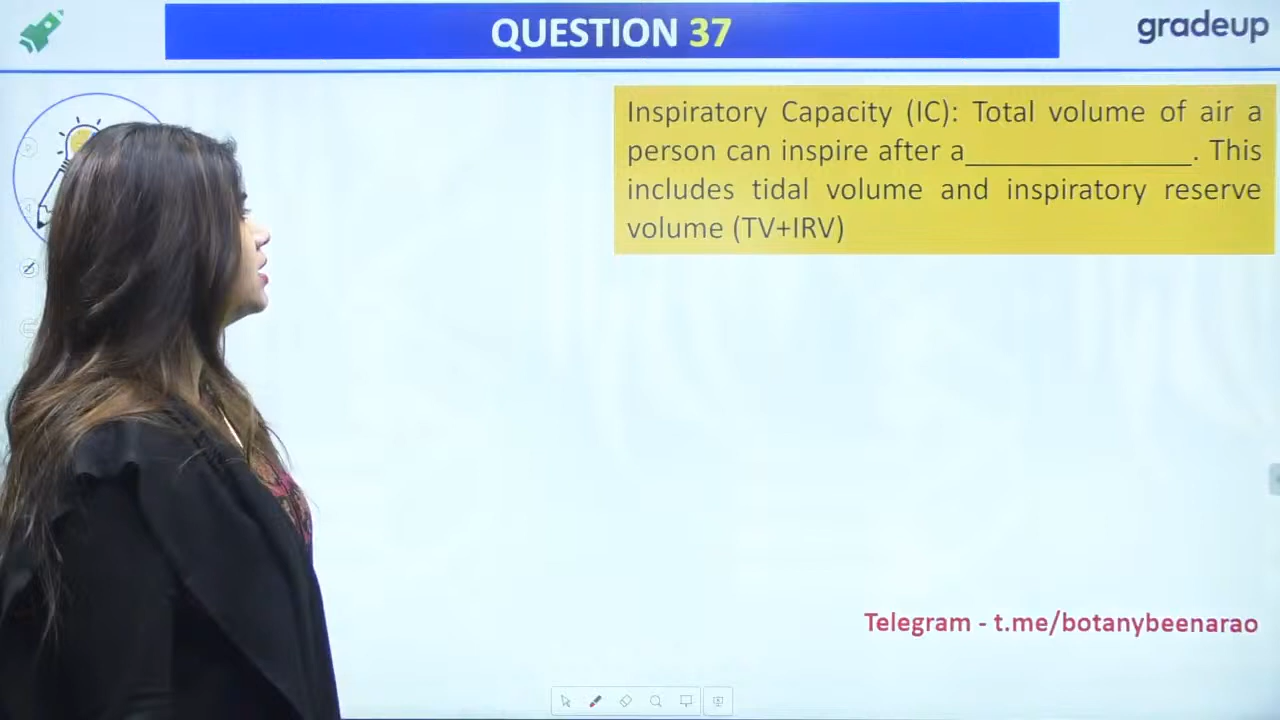 QUESTION 37
gradeup
Inspiratory Capacity (IC): Total volume of air a
person can inspire after a_______________. This
includes tidal volume and inspiratory reserve
volume (TV+IRV)
Telegram - t.me/botanybeenarao